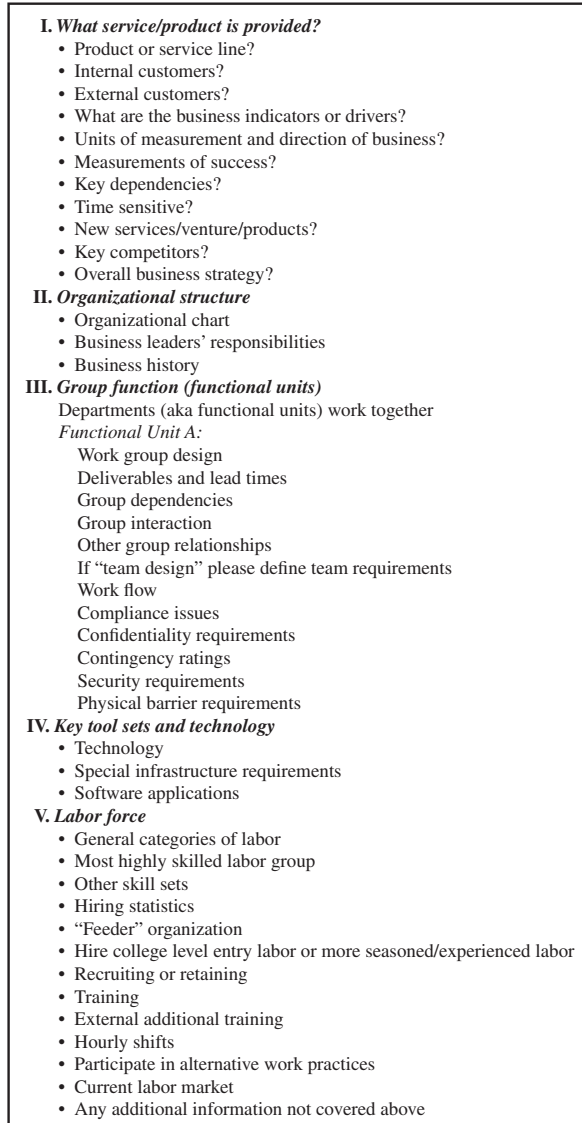 I. What service/product is provided?
• Product or service line?
• Internal customers?
• External customers?
• What are the business indicators or drivers?
• Units of measurement and direction of business?
• Measurements of success?
• Key dependencies?
• Time sensitive?
• New services/venture/products?
• Key competitors?
• Overall business strategy?
II. Organizational structure
• Organizational chart
• Business leaders’ responsibilities
• Business history
III. Group function (functional units)
Departments (aka functional units) work together
Functional Unit A:
Work group design
Deliverables and lead times
Group dependencies
Group interaction
Other group relationships
If “team design” please define team requirements
Work flow
Compliance issues
Confidentiality requirements
Contingency ratings
Security requirements
Physical barrier requirements
IV. Key tool sets and technology
• Technology
• Special infrastructure requirements
• Software applications
V. Labor force
• General categories of labor
• Most highly skilled labor group
• Other skill sets
• Hiring statistics
• “Feeder” organization
• Hire college level entry labor or more seasoned/experienced labor
• Recruiting or retaining
• Training
• External additional training
• Hourly shifts
• Participate in alternative work practices
• Current labor market
• Any additional information not covered above